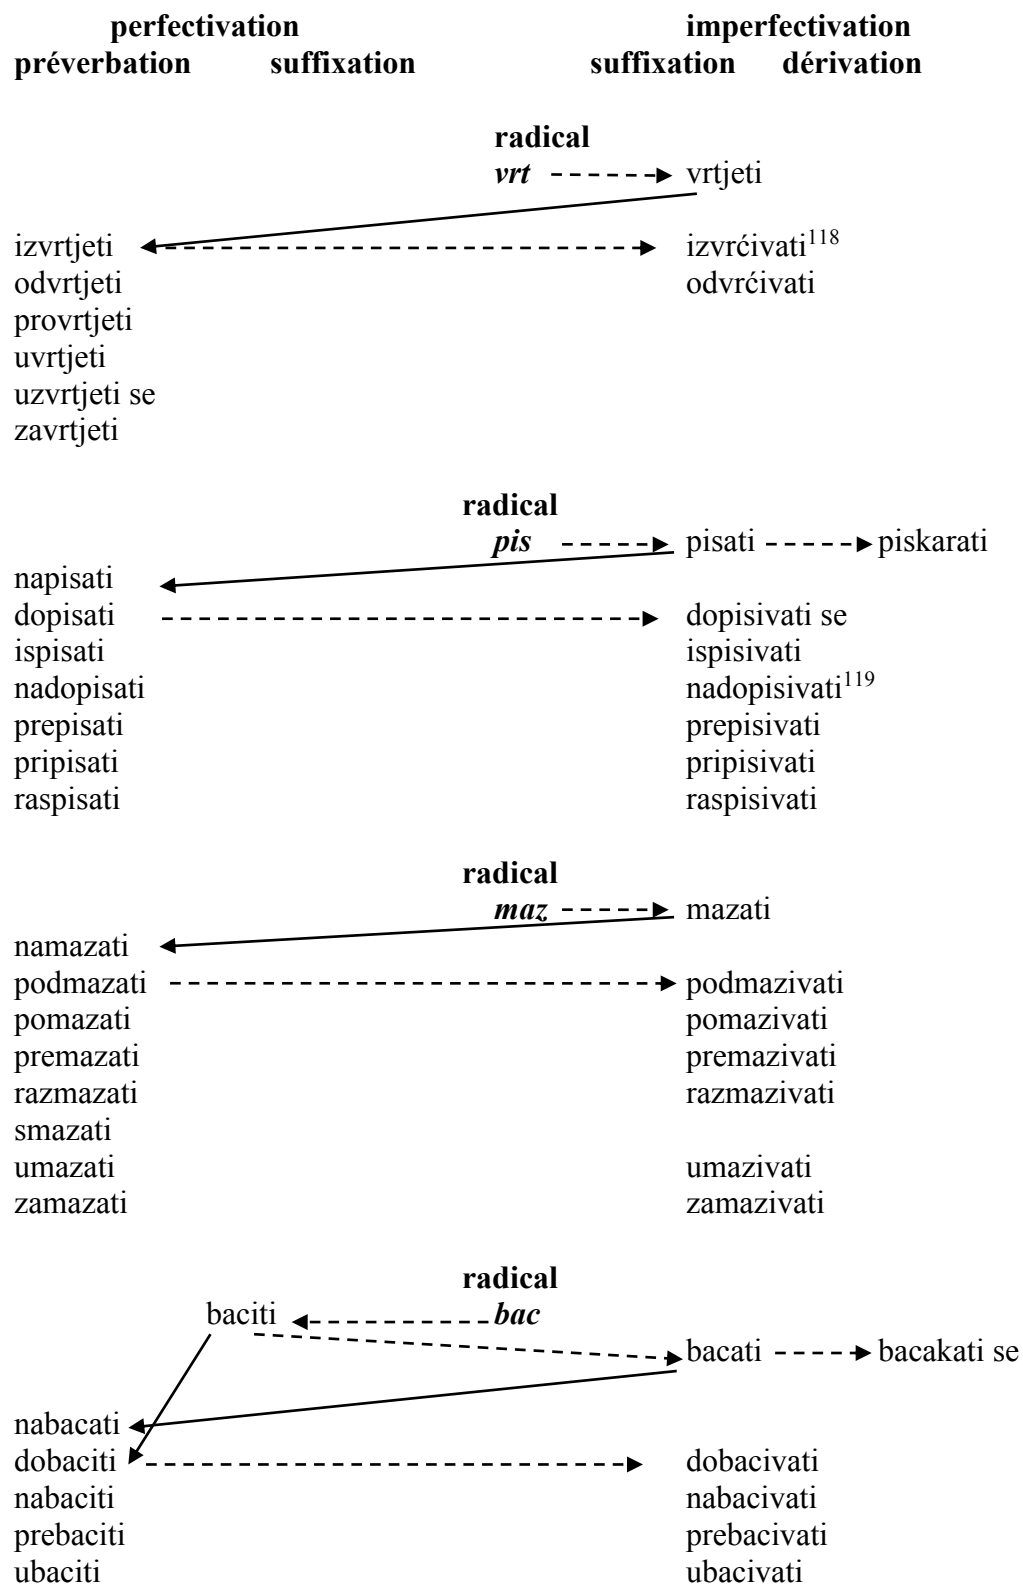 perfectivation imperfectivation
préverbation suffixation suffixation dérivation
radical
vrt vrtjeti
izvrtjeti izvrćivati118
odvrtjeti odvrćivati
provrtjeti
uvrtjeti
uzvrtjeti se
zavrtjeti
radical
pis pisati piskarati
napisati
dopisati dopisivati se
ispisati ispisivati
nadopisati nadopisivati119
prepisati prepisivati
pripisati pripisivati
raspisati raspisivati
radical
maz mazati
namazati
podmazati podmazivati
pomazati pomazivati
premazati premazivati
razmazati razmazivati
smazati
umazati umazivati
zamazati zamazivati
radical
baciti bac
bacati bacakati se
nabacati
dobaciti dobacivati
nabaciti nabacivati
prebaciti prebacivati
ubaciti ubacivati